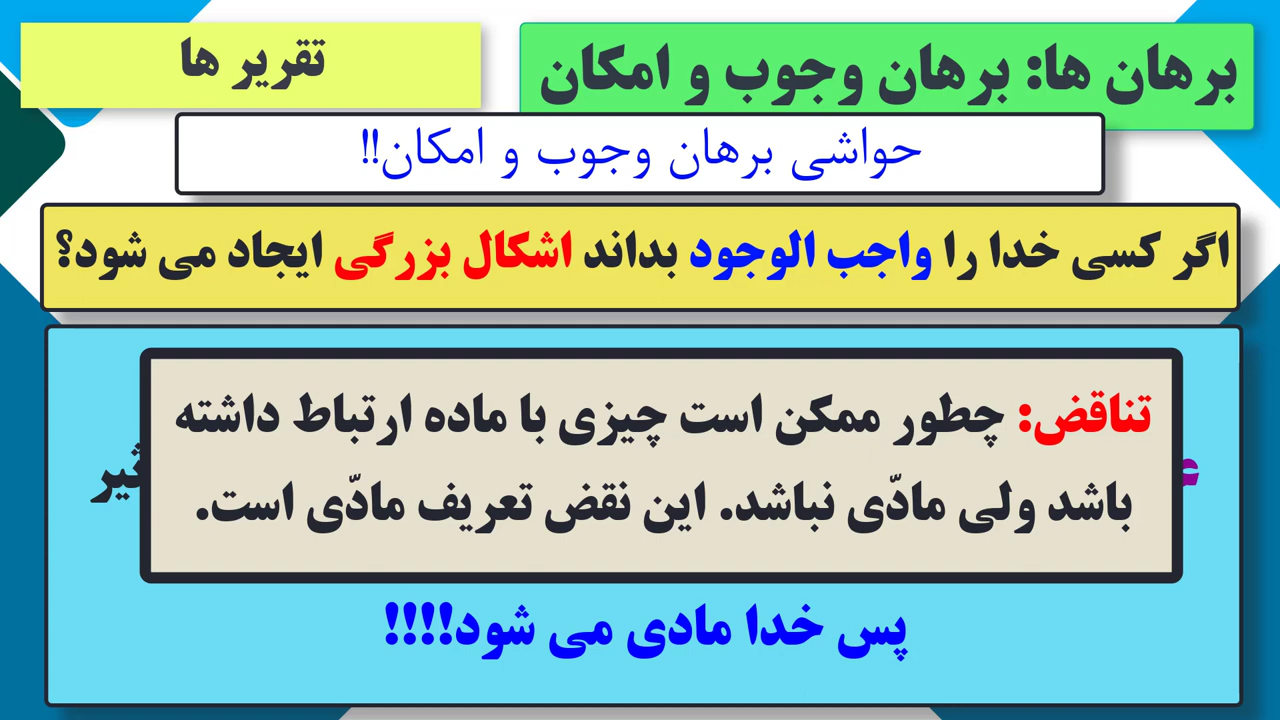 برهان ها: برهان وجوب و امکان
تقریر ها
حواشی برهان وجوب و امکان!!
اگر کسی خدا را واجب الوجود بداند اشکال بزرگی ایجاد می شود؟
تناقض: چطور ممکن است چیزی با ماده ارتباط داشته
باشد ولی مادّی نباشد. این نقض تعریف مادّی است.
پس خدا مادی می شود!!!!